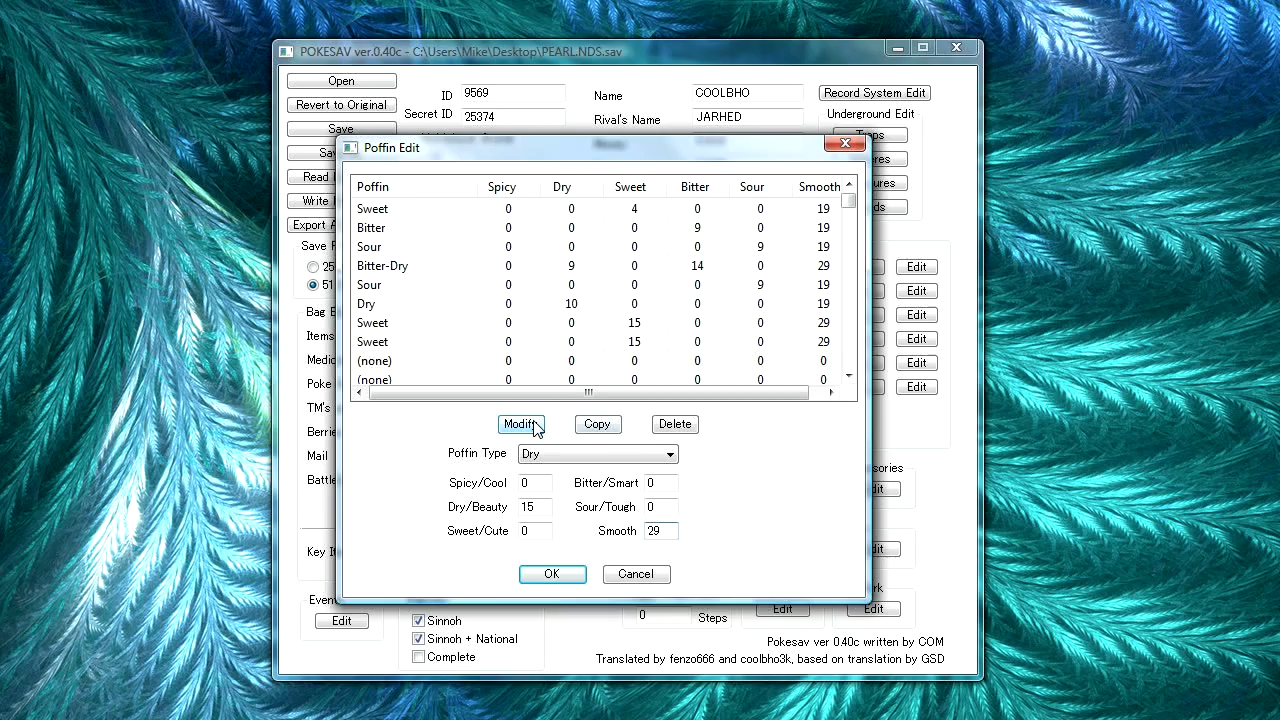 POKESAV ver.0.40c - C:\Users\Mike\Desktop\PEARL.NDS.sav
Open
Revert to Original
Save
ID 9569
Secret ID 25374
Name COOLBHO
Rival's Name JARHED
Record System Edit
Underground Edit
Poffin Edit
Poffin Spicy Dry Sweet Bitter Sour Smooth
Sweet 0 0 4 0 0 19
Bitter 0 0 0 9 0 19
Sour 0 0 0 0 9 19
Bitter-Dry 0 9 0 14 0 29
Sour 0 0 0 0 9 19
Dry 0 10 0 0 0 19
Sweet 0 0 15 0 0 29
Sweet 0 0 15 0 0 29
(none) 0 0 0 0 0 0
(none) 0 0 0 0 0 0
Modify Copy Delete
Poffin Type Dry
Spicy/Cool 0 Bitter/Smart 0
Dry/Beauty 15 Sour/Tough 0
Sweet/Cute 0 Smooth 29
OK Cancel
Read
Write
Export
Save
25
51
Bag
Items
Medic
Poke
TM's
Berrie
Mail
Battle
Key
Edit
Edit
Edit
Edit
Edit
Edit
Edit
Sinnoh
Sinnoh + National
Complete
0 Steps
Edit
Edit
Pokesav ver 0.40c written by COM
Translated by fenzo666 and coolbho3k, based on translation by GSD